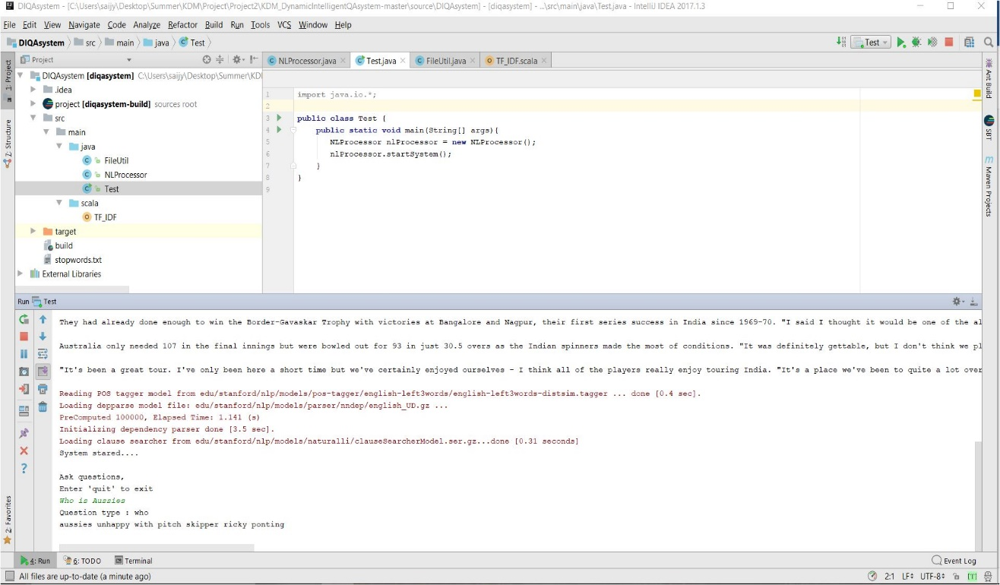 DIQAsystem - [C:\Users\saijy\Desktop\Summer\KDM\Project\Project2\KDM_DynamicIntelligentQAsystem-master\source\DIQAsystem] - [diqasystem] - ...\src\main\java\Test.java - IntelliJ IDEA 2017.1.3
File Edit View Navigate Code Analyze Refactor Build Run Tools VCS Window Help
DIQAsystem src main java Test Test
Project NLProcessor.java Test.java FileUtil.java TF_IDF.scala
1: Project
Z: Structure
2: Favorites
Ant Build
SBT
Maven Projects
DIQAsystem [diqasystem] C:\Users\saijy\Desktop\Summer\KDI
.idea
project [diqasystem-build] sources root
src
main
java
FileUtil
NLProcessor
Test
scala
TF_IDF
target
build
stopwords.txt
External Libraries
1 import java.io.*;
2
3 public class Test {
4 public static void main(String[] args){
5 NLProcessor nlProcessor = new NLProcessor();
6 nlProcessor.startSystem();
7 }
8 }
9
Run Test
They had already done enough to win the Border-Gavaskar Trophy with victories at Bangalore and Nagpur, their first series success in India since 1969-70. "I said I thought it would be one of the al
Australia only needed 107 in the final innings but were bowled out for 93 in just 30.5 overs as the Indian spinners made the most of conditions. "It was definitely gettable, but I don't think we pl
"It's been a great tour. I've only been here a short time but we've certainly enjoyed ourselves - I think all of the players really enjoy touring India. "It's a place we've been to quite a lot over
Reading POS tagger model from edu/stanford/nlp/models/pos-tagger/english-left3words/english-left3words-distsim.tagger ... done [0.4 sec].
Loading depparse model file: edu/stanford/nlp/models/parser/nndep/english_UD.gz ...
PreComputed 100000, Elapsed Time: 1.141 (s)
Initializing dependency parser done [3.5 sec].
Loading clause searcher from edu/stanford/nlp/models/naturalli/clauseSearcherModel.ser.gz...done [0.31 seconds]
System stared....
Ask questions,
Enter 'quit' to exit
Who is Aussies
Question type : who
aussies unhappy with pitch skipper ricky ponting
4: Run 6: TODO Terminal Event Log
All files are up-to-date (a minute ago) 2:1 LF UTF-8